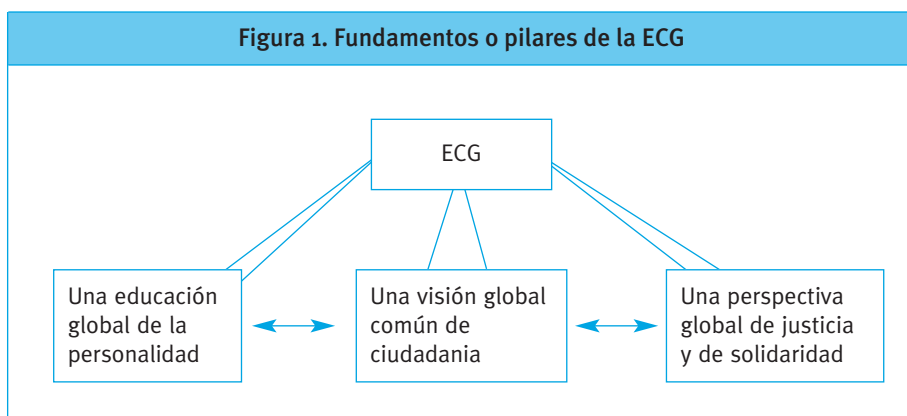 Figura 1. Fundamentos o pilares de la ECG
ECG
Una educación
global de la
personalidad
Una visión global
común de
ciudadania
Una perspectiva
global de justicia
y de solidaridad